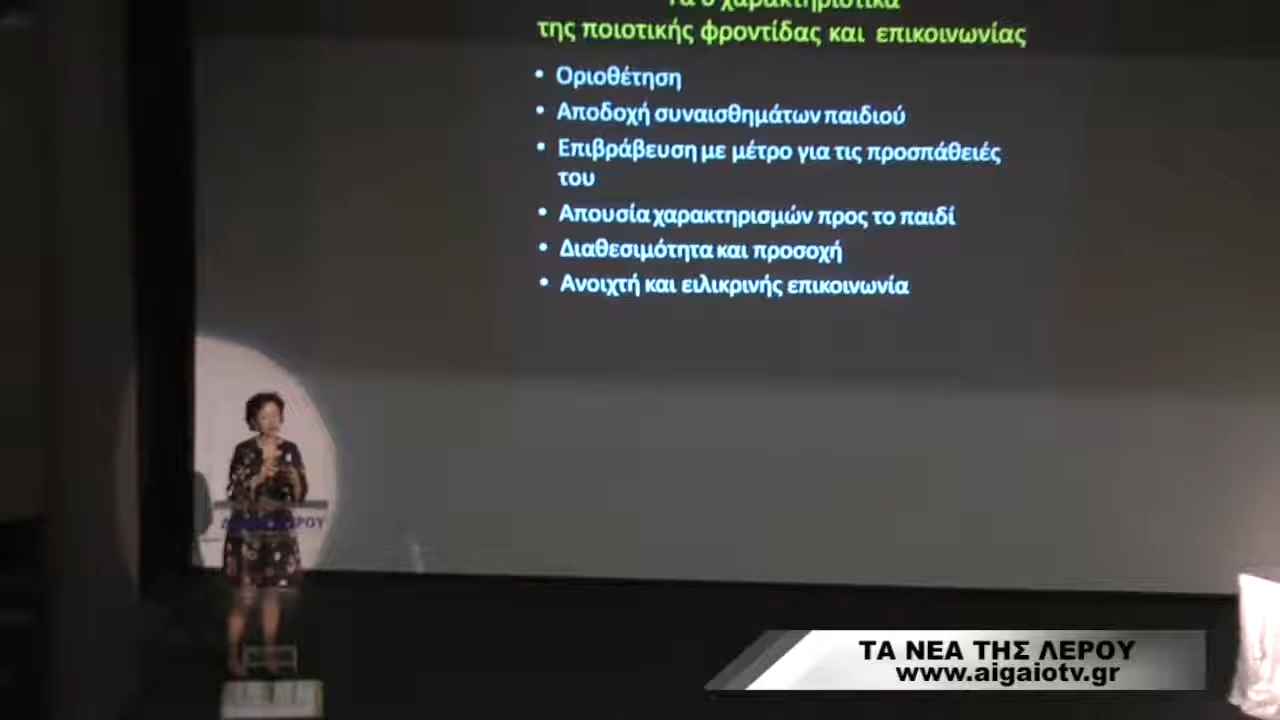 της ποιοτικής φροντίδας και επικοινωνίας
• Οριοθέτηση
• Αποδοχή συναισθημάτων παιδιού
• Επιβράβευση με μέτρο για τις προσπάθειές
του
• Απουσία χαρακτηρισμών προς το παιδί
• Διαθεσιμότητα και προσοχή
• Ανοιχτή και ειλικρινής επικοινωνία
ΤΑ ΝΕΑ ΤΗΣ ΛΕΡΟΥ
www.aigaiotv.gr